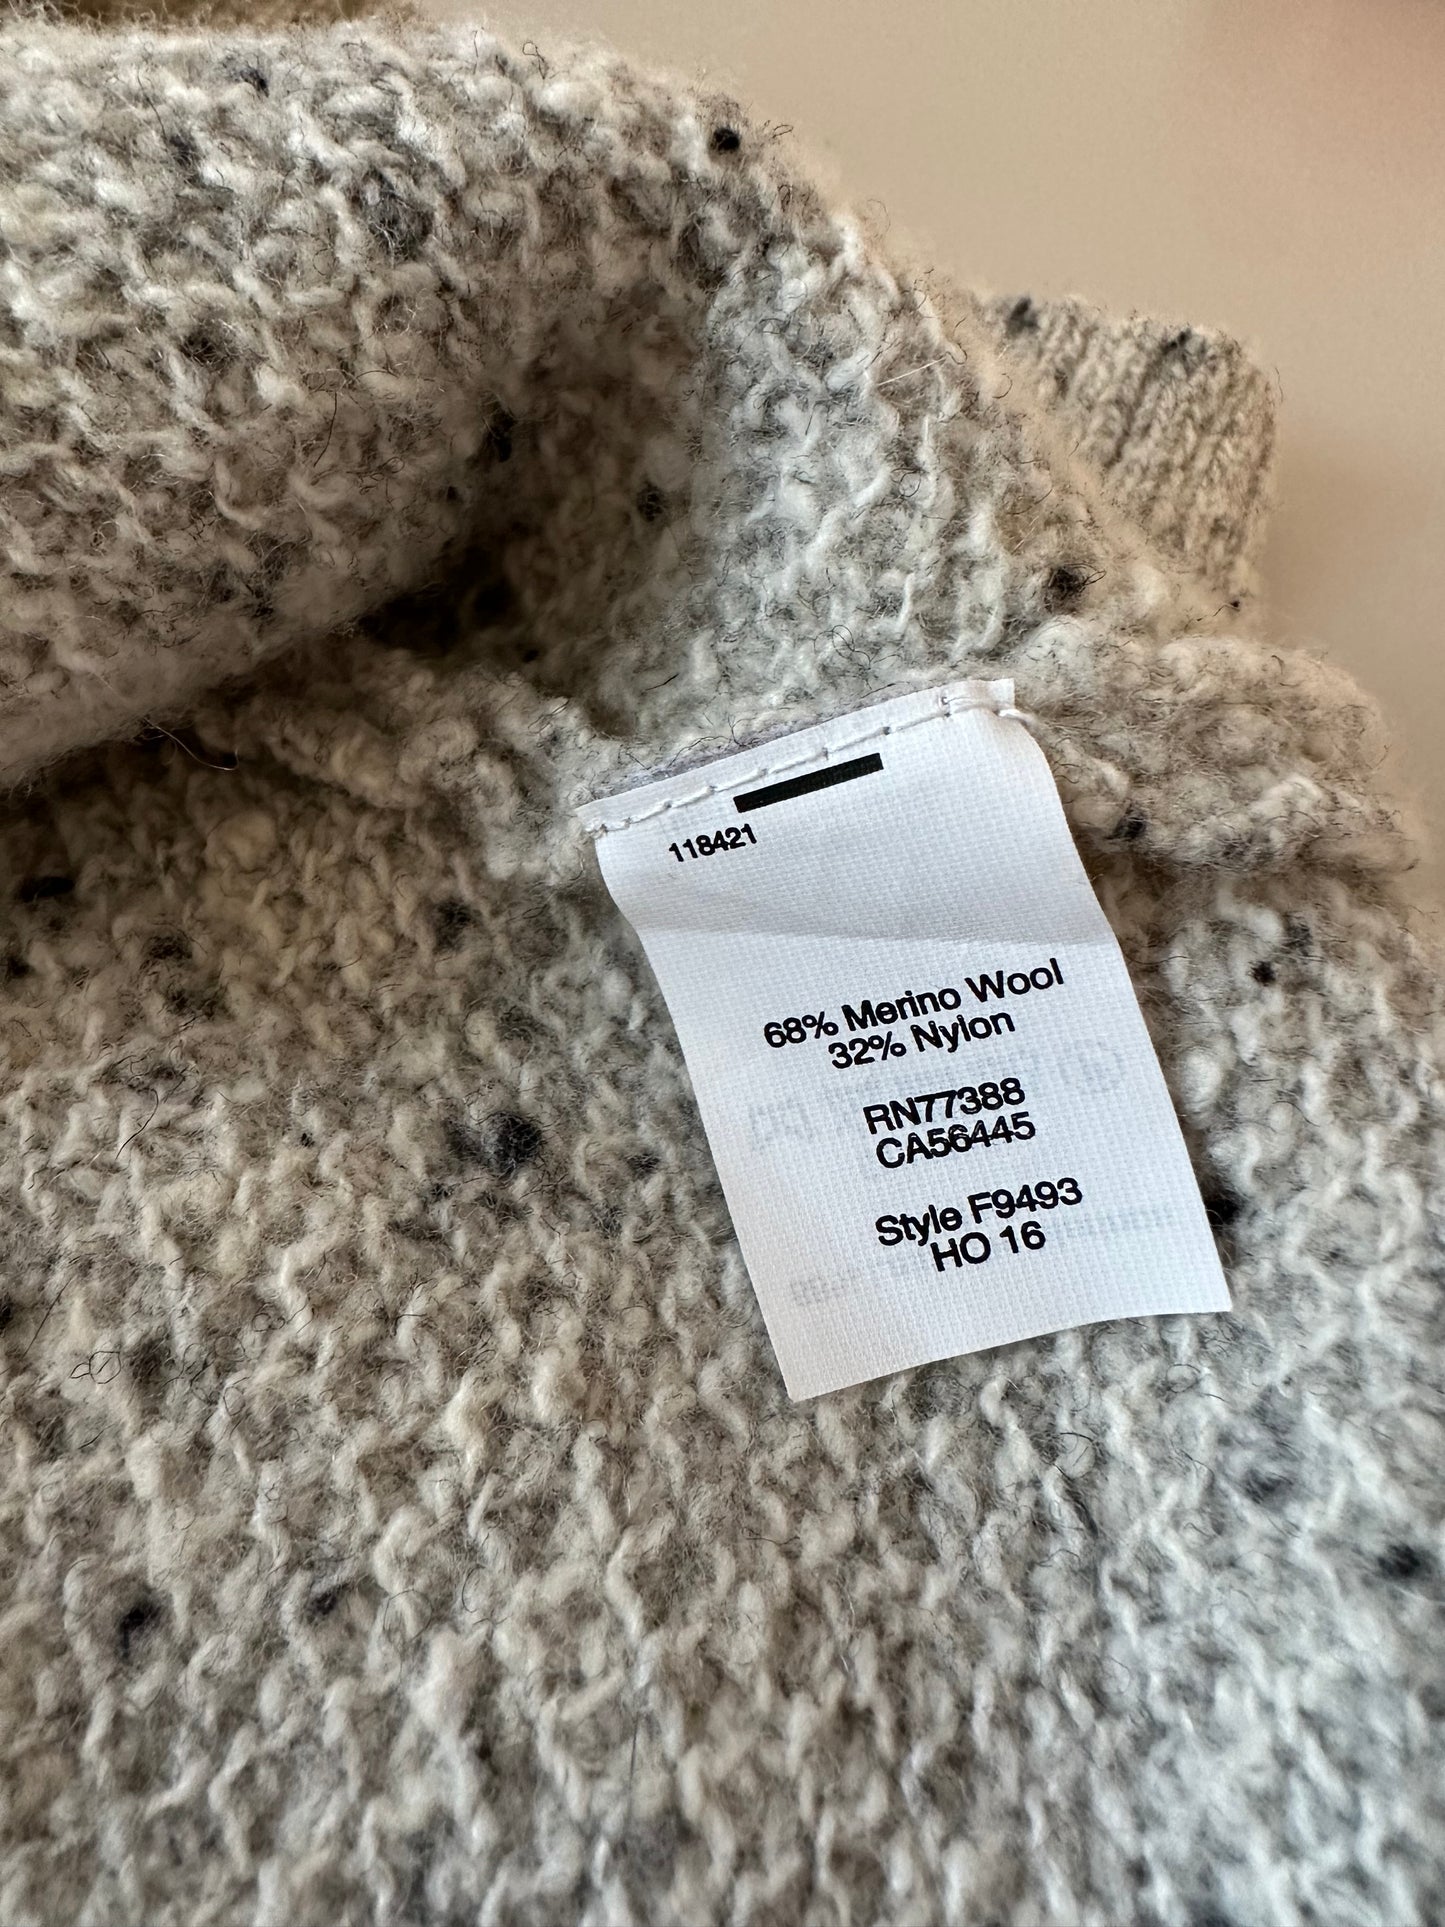 118421
68% Merino Wool
32% Nylon
RN77388
CA56445
Style F9493
HO 16